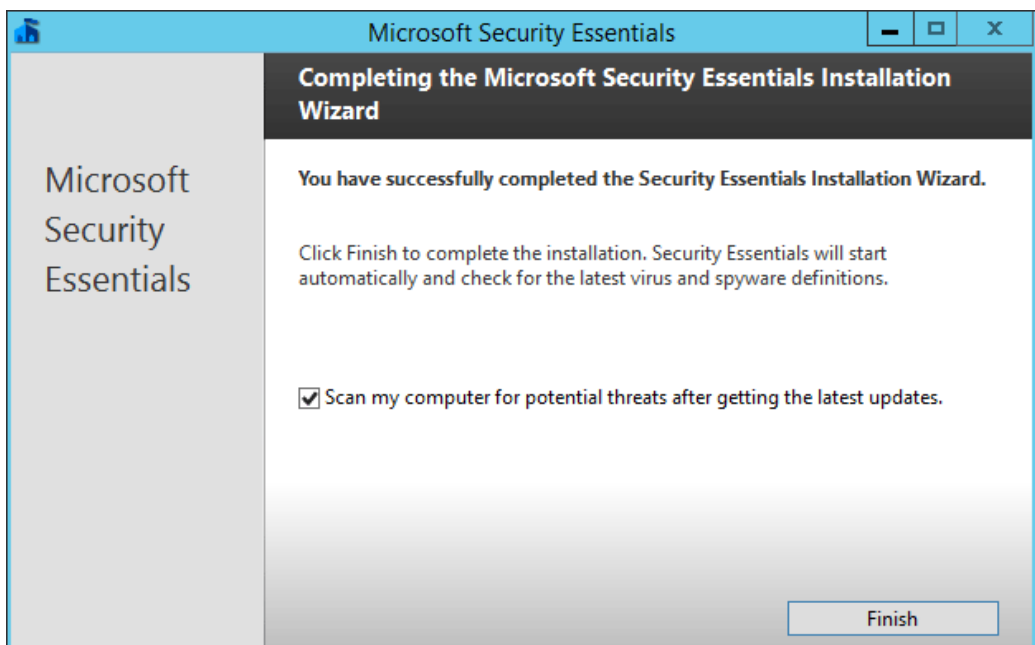 Microsoft Security Essentials
Completing the Microsoft Security Essentials Installation
Wizard
Microsoft
Security
Essentials
You have successfully completed the Security Essentials Installation Wizard.
Click Finish to complete the installation. Security Essentials will start
automatically and check for the latest virus and spyware definitions.
Scan my computer for potential threats after getting the latest updates.
Finish